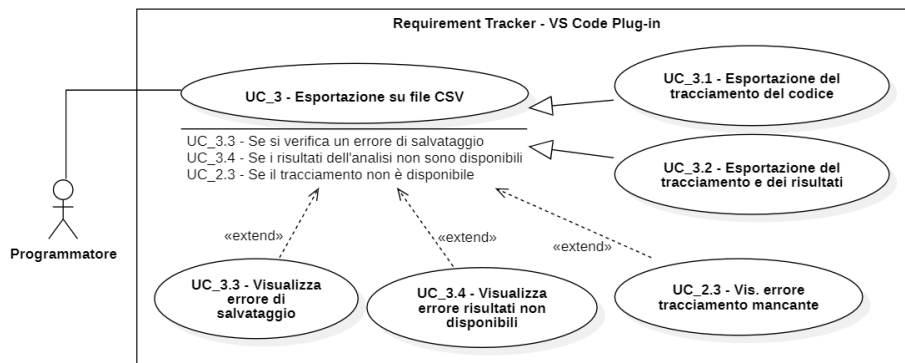 Requirement Tracker - VS Code Plug-in
UC_3 - Esportazione su file CSV
UC_3.1 - Esportazione del
tracciamento del codice
UC_3.3 - Se si verifica un errore di salvataggio
UC_3.4 - Se i risultati dell'analisi non sono disponibili
UC_2.3 - Se il tracciamento non è disponibile
UC_3.2 - Esportazione del
tracciamento e dei risultati
Programmatore
«extend»
«extend»
«extend»
UC_3.3 - Visualizza
errore di
salvataggio
UC_3.4 - Visualizza
errore risultati non
disponibili
UC_2.3 - Vis. errore
tracciamento mancante